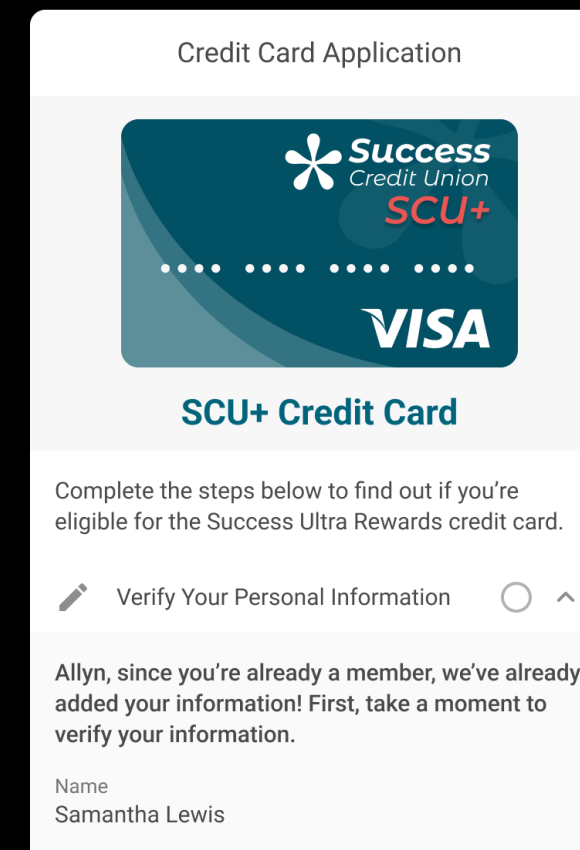 Credit Card Application
Success
Credit Union
SCU+
VISA
SCU+ Credit Card
Complete the steps below to find out if you’re
eligible for the Success Ultra Rewards credit card.
Verify Your Personal Information
Allyn, since you’re already a member, we’ve already
added your information! First, take a moment to
verify your information.
Name
Samantha Lewis